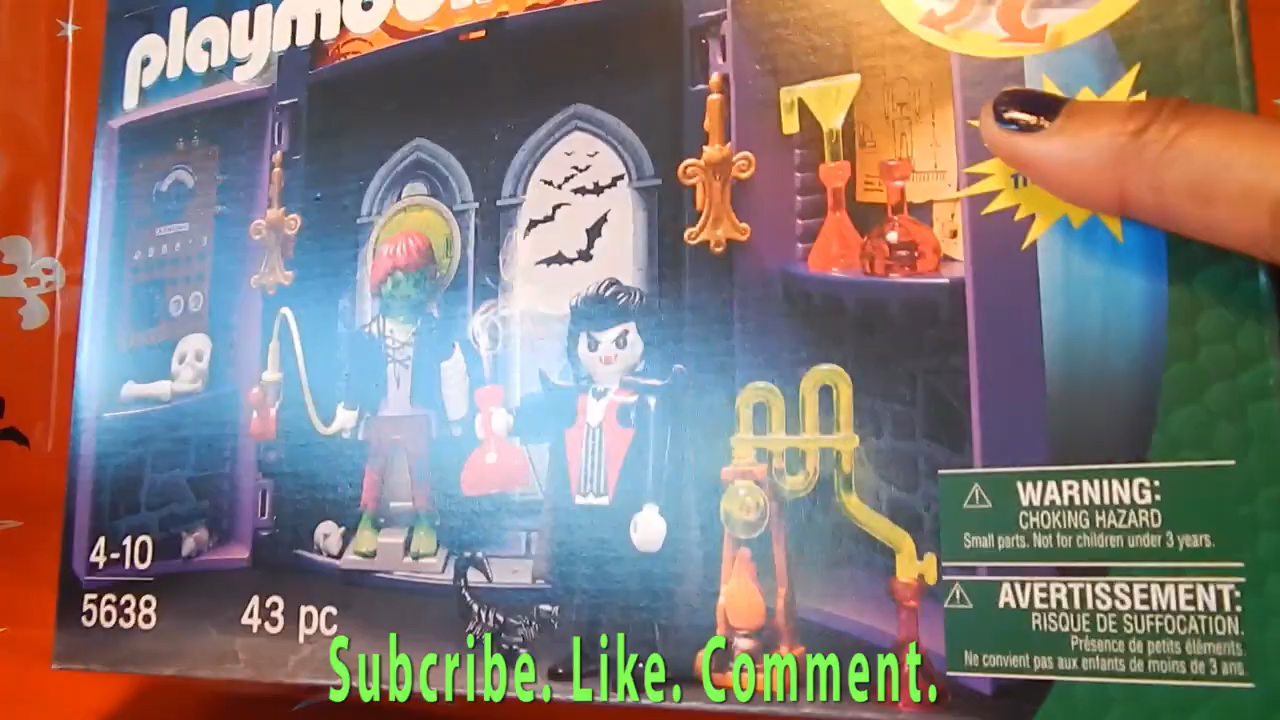 4-10
5638
43 pc
WARNING:
CHOKING HAZARD
Small parts. Not for children under 3 years.
AVERTISSEMENT:
RISQUE DE SUFFOCATION.
Présence de petits éléments.
Ne convient pas aux enfants de moins de 3 ans.
Subcribe. Like. Comment.